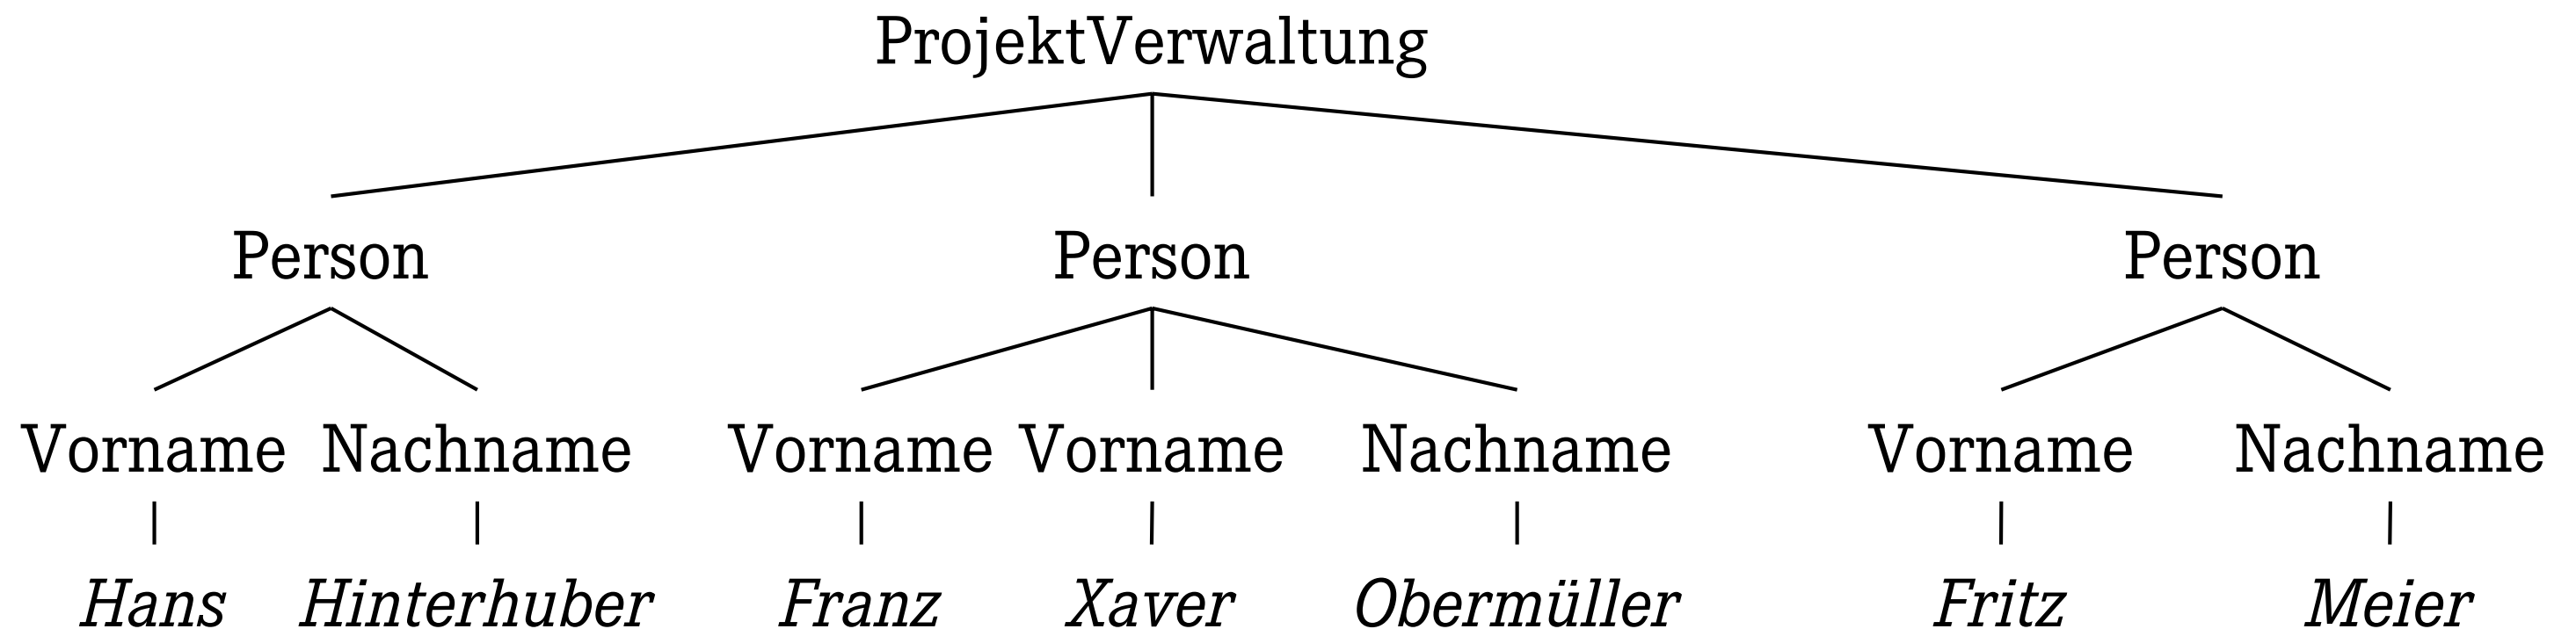 ProjektVerwaltung
Person Person Person
Vorname Nachname Vorname Vorname Nachname Vorname Nachname
Hans Hinterhuber Franz Xaver Obermüller Fritz Meier